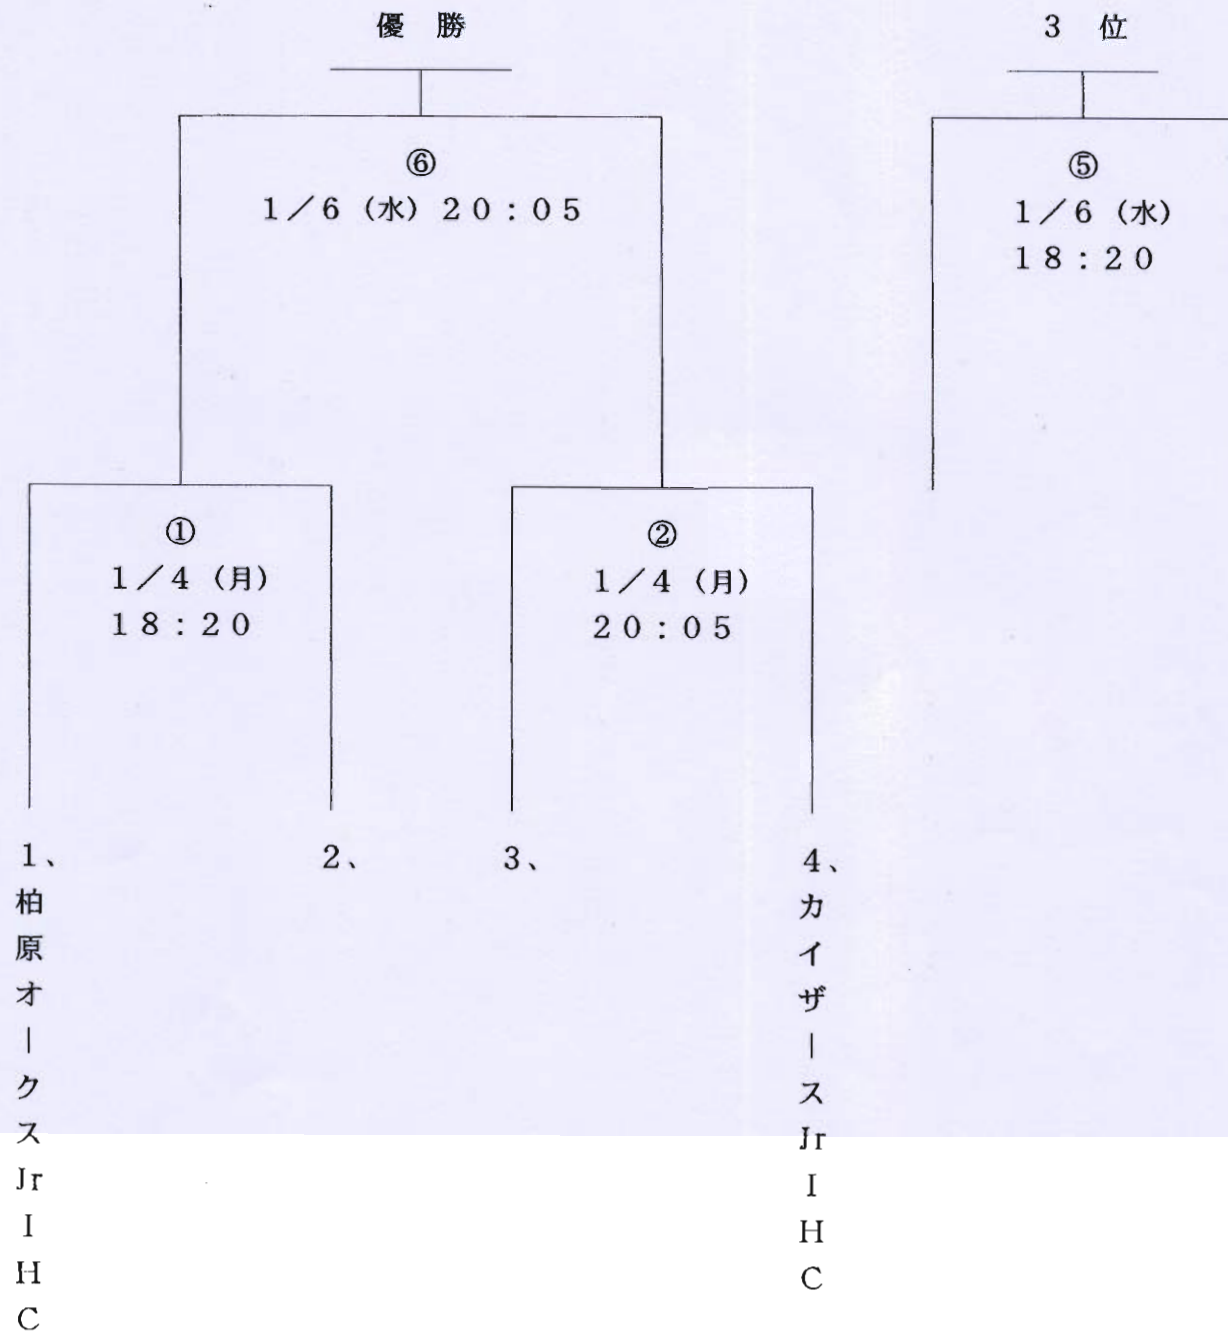 優 勝
3 位
⑥
1/6(水)20:05
⑤
1/6(水)
18:20
①
1/4(月)
18:20
②
1/4(月)
20:05
1、柏原オークスJrIHC
2、
3、
4、カイザースJrIHC